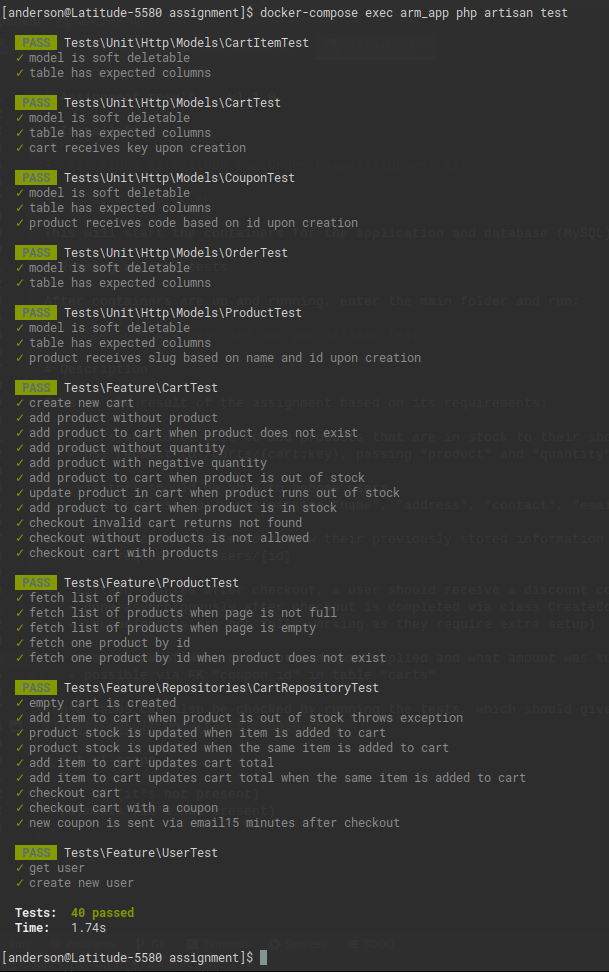 [anderson@Latitude-5580 assignment]$ docker-compose exec arm_app php artisan test
PASS Tests\Unit\Http\Models\CartItemTest
✓ model is soft deletable
✓ table has expected columns
PASS Tests\Unit\Http\Models\CartTest
✓ model is soft deletable
✓ table has expected columns
✓ cart receives key upon creation
PASS Tests\Unit\Http\Models\CouponTest
✓ model is soft deletable
✓ table has expected columns
✓ product receives code based on id upon creation
PASS Tests\Unit\Http\Models\OrderTest
✓ model is soft deletable
✓ table has expected columns
PASS Tests\Unit\Http\Models\ProductTest
✓ model is soft deletable
✓ table has expected columns
✓ product receives slug based on name and id upon creation
PASS Tests\Feature\CartTest
✓ create new cart
✓ add product without product
✓ add product to cart when product does not exist
✓ add product without quantity
✓ add product with negative quantity
✓ add product to cart when product is out of stock
✓ update product in cart when product runs out of stock
✓ add product to cart when product is in stock
✓ checkout invalid cart returns not found
✓ checkout without products is not allowed
✓ checkout cart with products
PASS Tests\Feature\ProductTest
✓ fetch list of products
✓ fetch list of products when page is not full
✓ fetch list of products when page is empty
✓ fetch one product by id
✓ fetch one product by id when product does not exist
PASS Tests\Feature\Repositories\CartRepositoryTest
✓ empty cart is created
✓ add item to cart when product is out of stock throws exception
✓ product stock is updated when item is added to cart
✓ product stock is updated when the same item is added to cart
✓ add item to cart updates cart total
✓ add item to cart updates cart total when the same item is added to cart
✓ checkout cart
✓ checkout cart with a coupon
✓ new coupon is sent via email15 minutes after checkout
PASS Tests\Feature\UserTest
✓ get user
✓ create new user
Tests: 40 passed
Time: 1.74s
[anderson@Latitude-5580 assignment]$